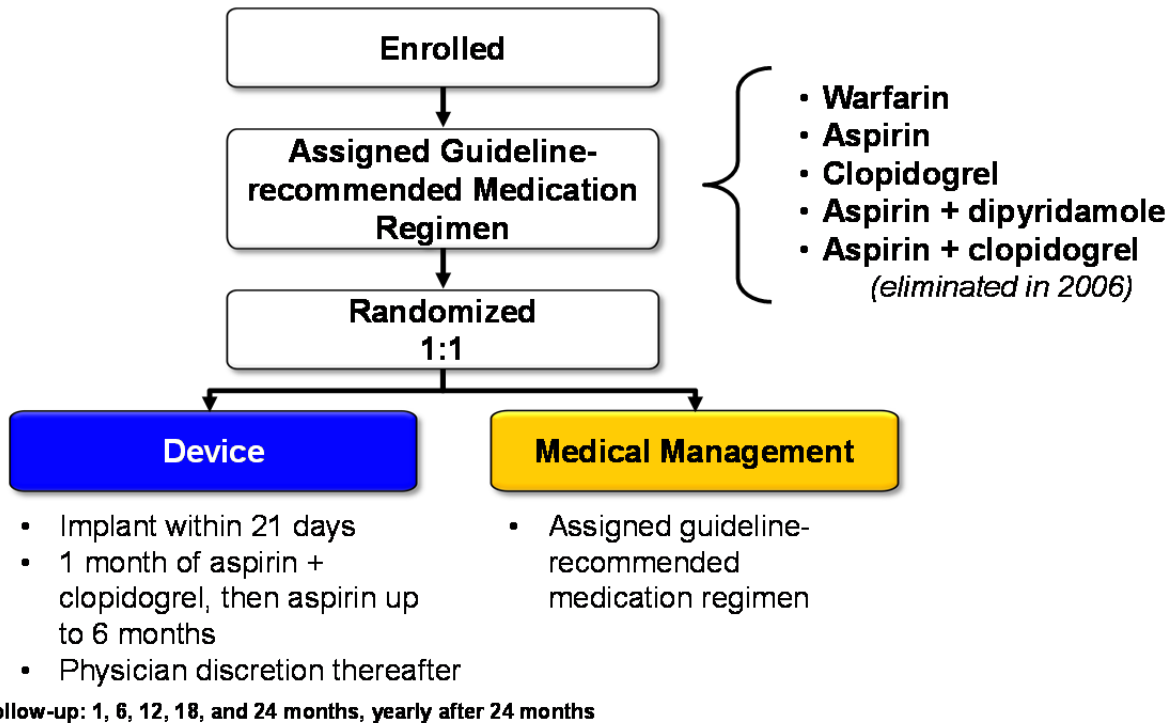 Enrolled
Assigned Guideline-
recommended Medication
Regimen
• Warfarin
• Aspirin
• Clopidogrel
• Aspirin + dipyridamole
• Aspirin + clopidogrel
(eliminated in 2006)
Randomized
1:1
Device
• Implant within 21 days
• 1 month of aspirin +
clopidogrel, then aspirin up
to 6 months
• Physician discretion thereafter
Medical Management
• Assigned guideline-
recommended
medication regimen
ollow-up: 1, 6, 12, 18, and 24 months, yearly after 24 months